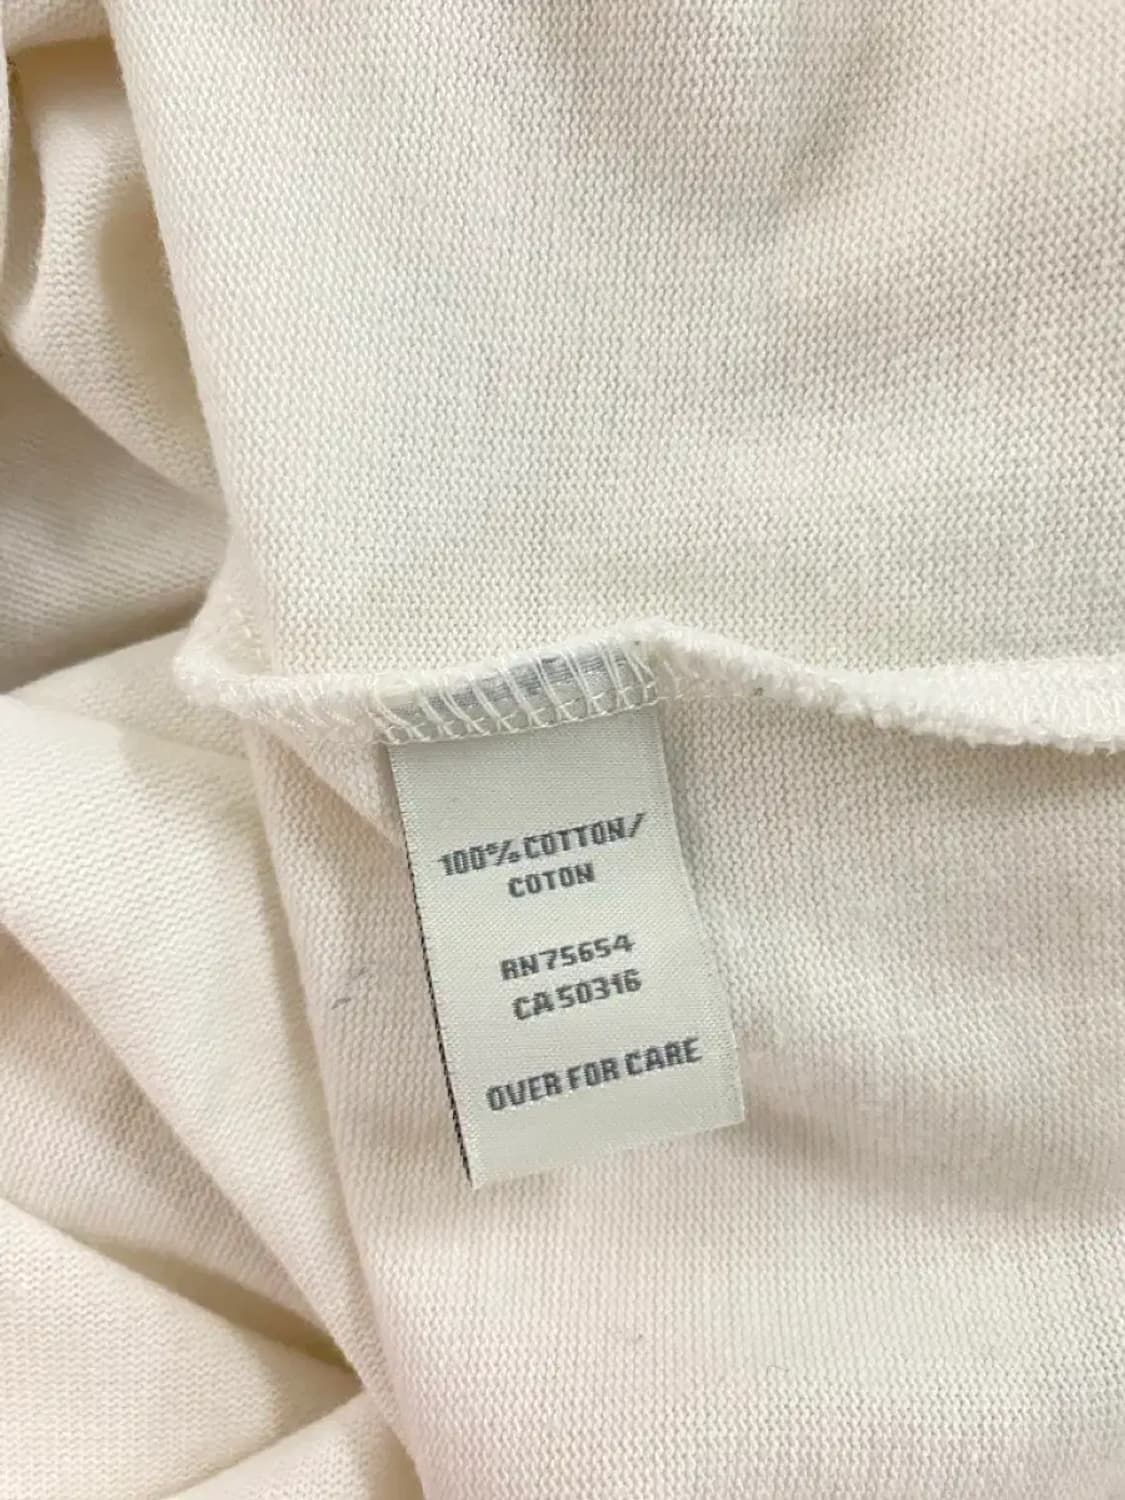 100% COTTON/
COTON
RN 75654
CA 50316
OVER FOR CARE